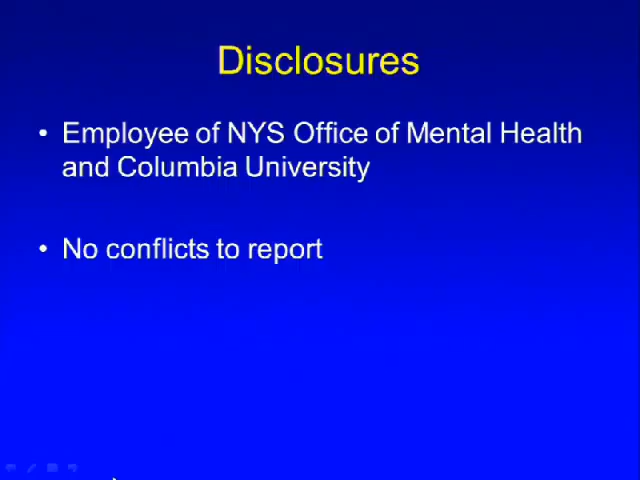 Disclosures
• Employee of NYS Office of Mental Health
and Columbia University
• No conflicts to report